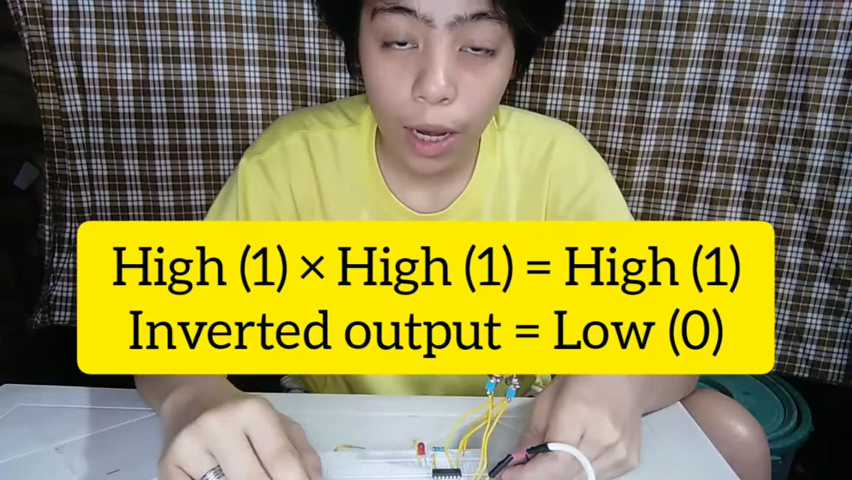 High (1) × High (1) = High (1)
Inverted output = Low (0)